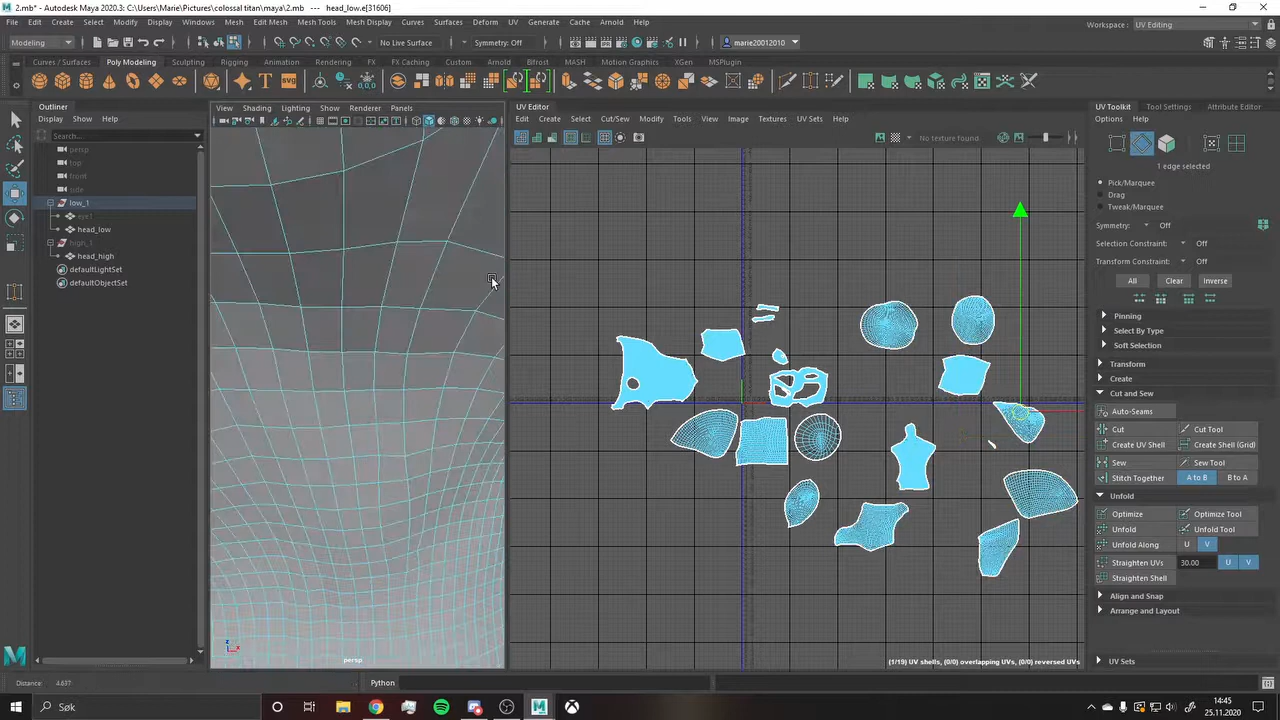 2.mb* - Autodesk Maya 2020.3: C:\Users\Marie\Pictures\colossal titan\maya\2.mb --- head_low.e[31606]
File Edit Create Select Modify Display Windows Mesh Edit Mesh Mesh Tools Mesh Display Curves Surfaces Deform UV Generate Cache Arnold Help
Workspace : UV Editing
Modeling No Live Surface Symmetry: Off marie20012010
Curves / Surfaces Poly Modeling Sculpting Rigging Animation Rendering FX FX Caching Custom Arnold Bifrost MASH Motion Graphics XGen MSPlugin
Outliner
Display Show Help
Search...
persp
top
front
side
low_1
eye1
head_low
high_1
head_high
defaultLightSet
defaultObjectSet
View Shading Lighting Show Renderer Panels
persp
UV Editor
Edit Create Select Cut/Sew Modify Tools View Image Textures UV Sets Help
No texture found
(1/19) UV shells, (0/0) overlapping UVs, (0/0) reversed UVs
UV Toolkit Tool Settings Attribute Editor
Options Help
1 edge selected
Pick/Marquee
Drag
Tweak/Marquee
Symmetry: Off
Selection Constraint: Off
Transform Constraint: Off
All Clear Inverse
Pinning
Select By Type
Soft Selection
Transform
Create
Cut and Sew
Auto-Seams
Cut Cut Tool
Create UV Shell Create Shell (Grid)
Sew Sew Tool
Stitch Together A to B B to A
Unfold
Optimize Optimize Tool
Unfold Unfold Tool
Unfold Along U V
Straighten UVs 30.00 U V
Straighten Shell
Align and Snap
Arrange and Layout
UV Sets
Distance: 4.637 Python
Søk
14:45
25.11.2020